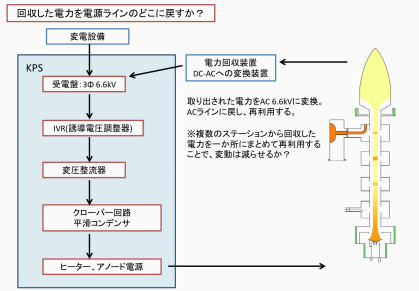 回収した電力を電源ラインのどこに戻すか？
変電設備
KPS
受電盤：3Φ 6.6kV
IVR(誘導電圧調整器)
変圧整流器
クローバー回路
平滑コンデンサ
ヒーター、アノード電源
電力回収装置
DC-ACへの変換装置
取り出された電力をAC 6.6kVに変換。
ACラインに戻し、再利用する。
※複数のステーションから回収した
電力を一か所にまとめて再利用する
ことで、変動は減らせるか？